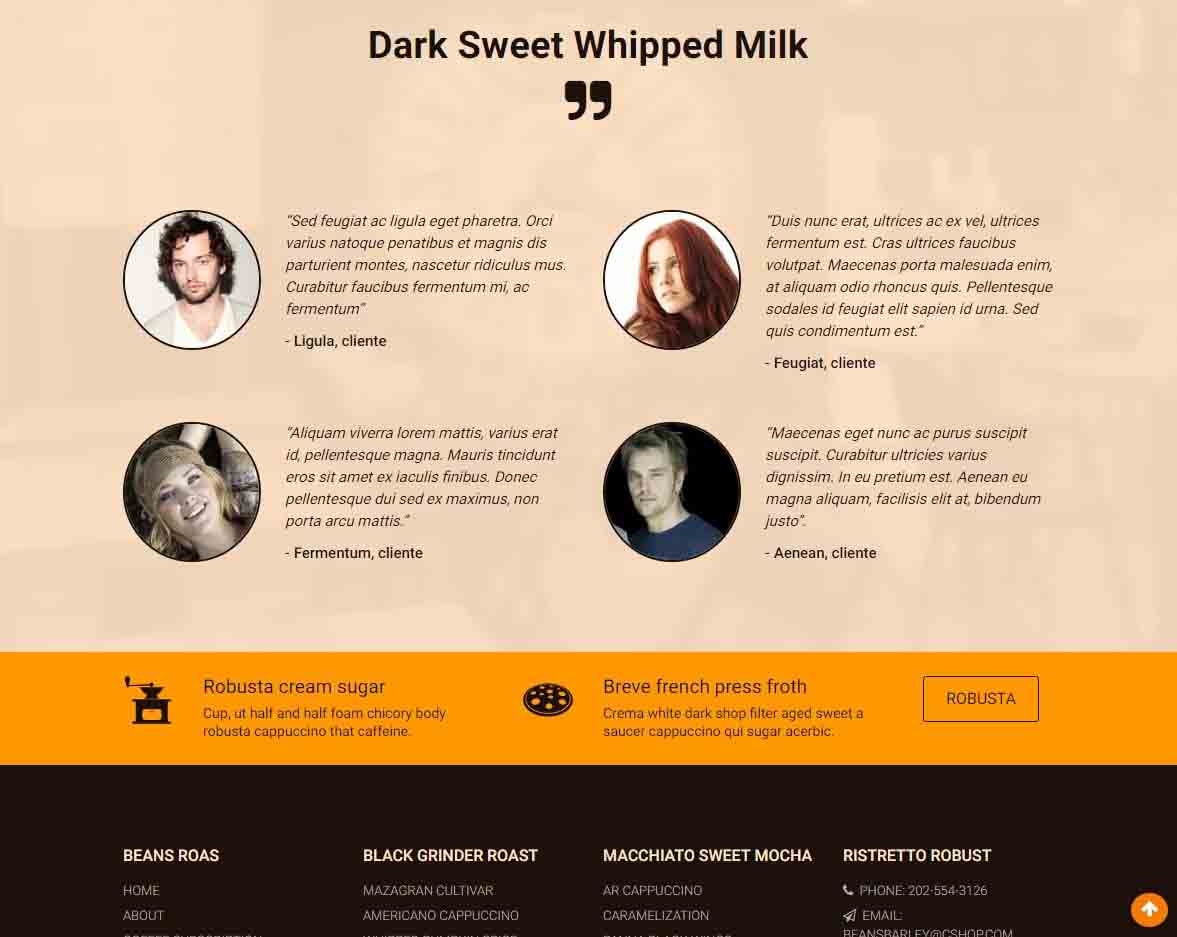 Dark Sweet Whipped Milk
”
“Sed feugiat ac ligula eget pharetra. Orci
varius natoque penatibus et magnis dis
parturient montes, nascetur ridiculus mus.
Curabitur faucibus fermentum mi, ac
fermentum”
- Ligula, cliente
“Duis nunc erat, ultrices ac ex vel, ultrices
fermentum est. Cras ultrices faucibus
volutpat. Maecenas porta malesuada enim,
at aliquam odio rhoncus quis. Pellentesque
sodales id feugiat elit sapien id urna. Sed
quis condimentum est.”
- Feugiat, cliente
“Aliquam viverra lorem mattis, varius erat
id, pellentesque magna. Mauris tincidunt
eros sit amet ex iaculis finibus. Donec
pellentesque dui sed ex maximus, non
porta arcu mattis.”
- Fermentum, cliente
“Maecenas eget nunc ac purus suscipit
suscipit. Curabitur ultricies varius
dignissim. In eu pretium est. Aenean eu
magna aliquam, facilisis elit at, bibendum
justo”.
- Aenean, cliente
Robusta cream sugar
Cup, ut half and half foam chicory body
robusta cappuccino that caffeine.
Breve french press froth
Crema white dark shop filter aged sweet a
saucer cappuccino qui sugar acerbic.
ROBUSTA
BEANS ROAS
HOME
ABOUT
BLACK GRINDER ROAST
MAZAGRAN CULTIVAR
AMERICANO CAPPUCCINO
MACCHIATO SWEET MOCHA
AR CAPPUCCINO
CARAMELIZATION
RISTRETTO ROBUST
PHONE: 202-554-3126
EMAIL:
BEANSBARLEY@CSHOP.COM